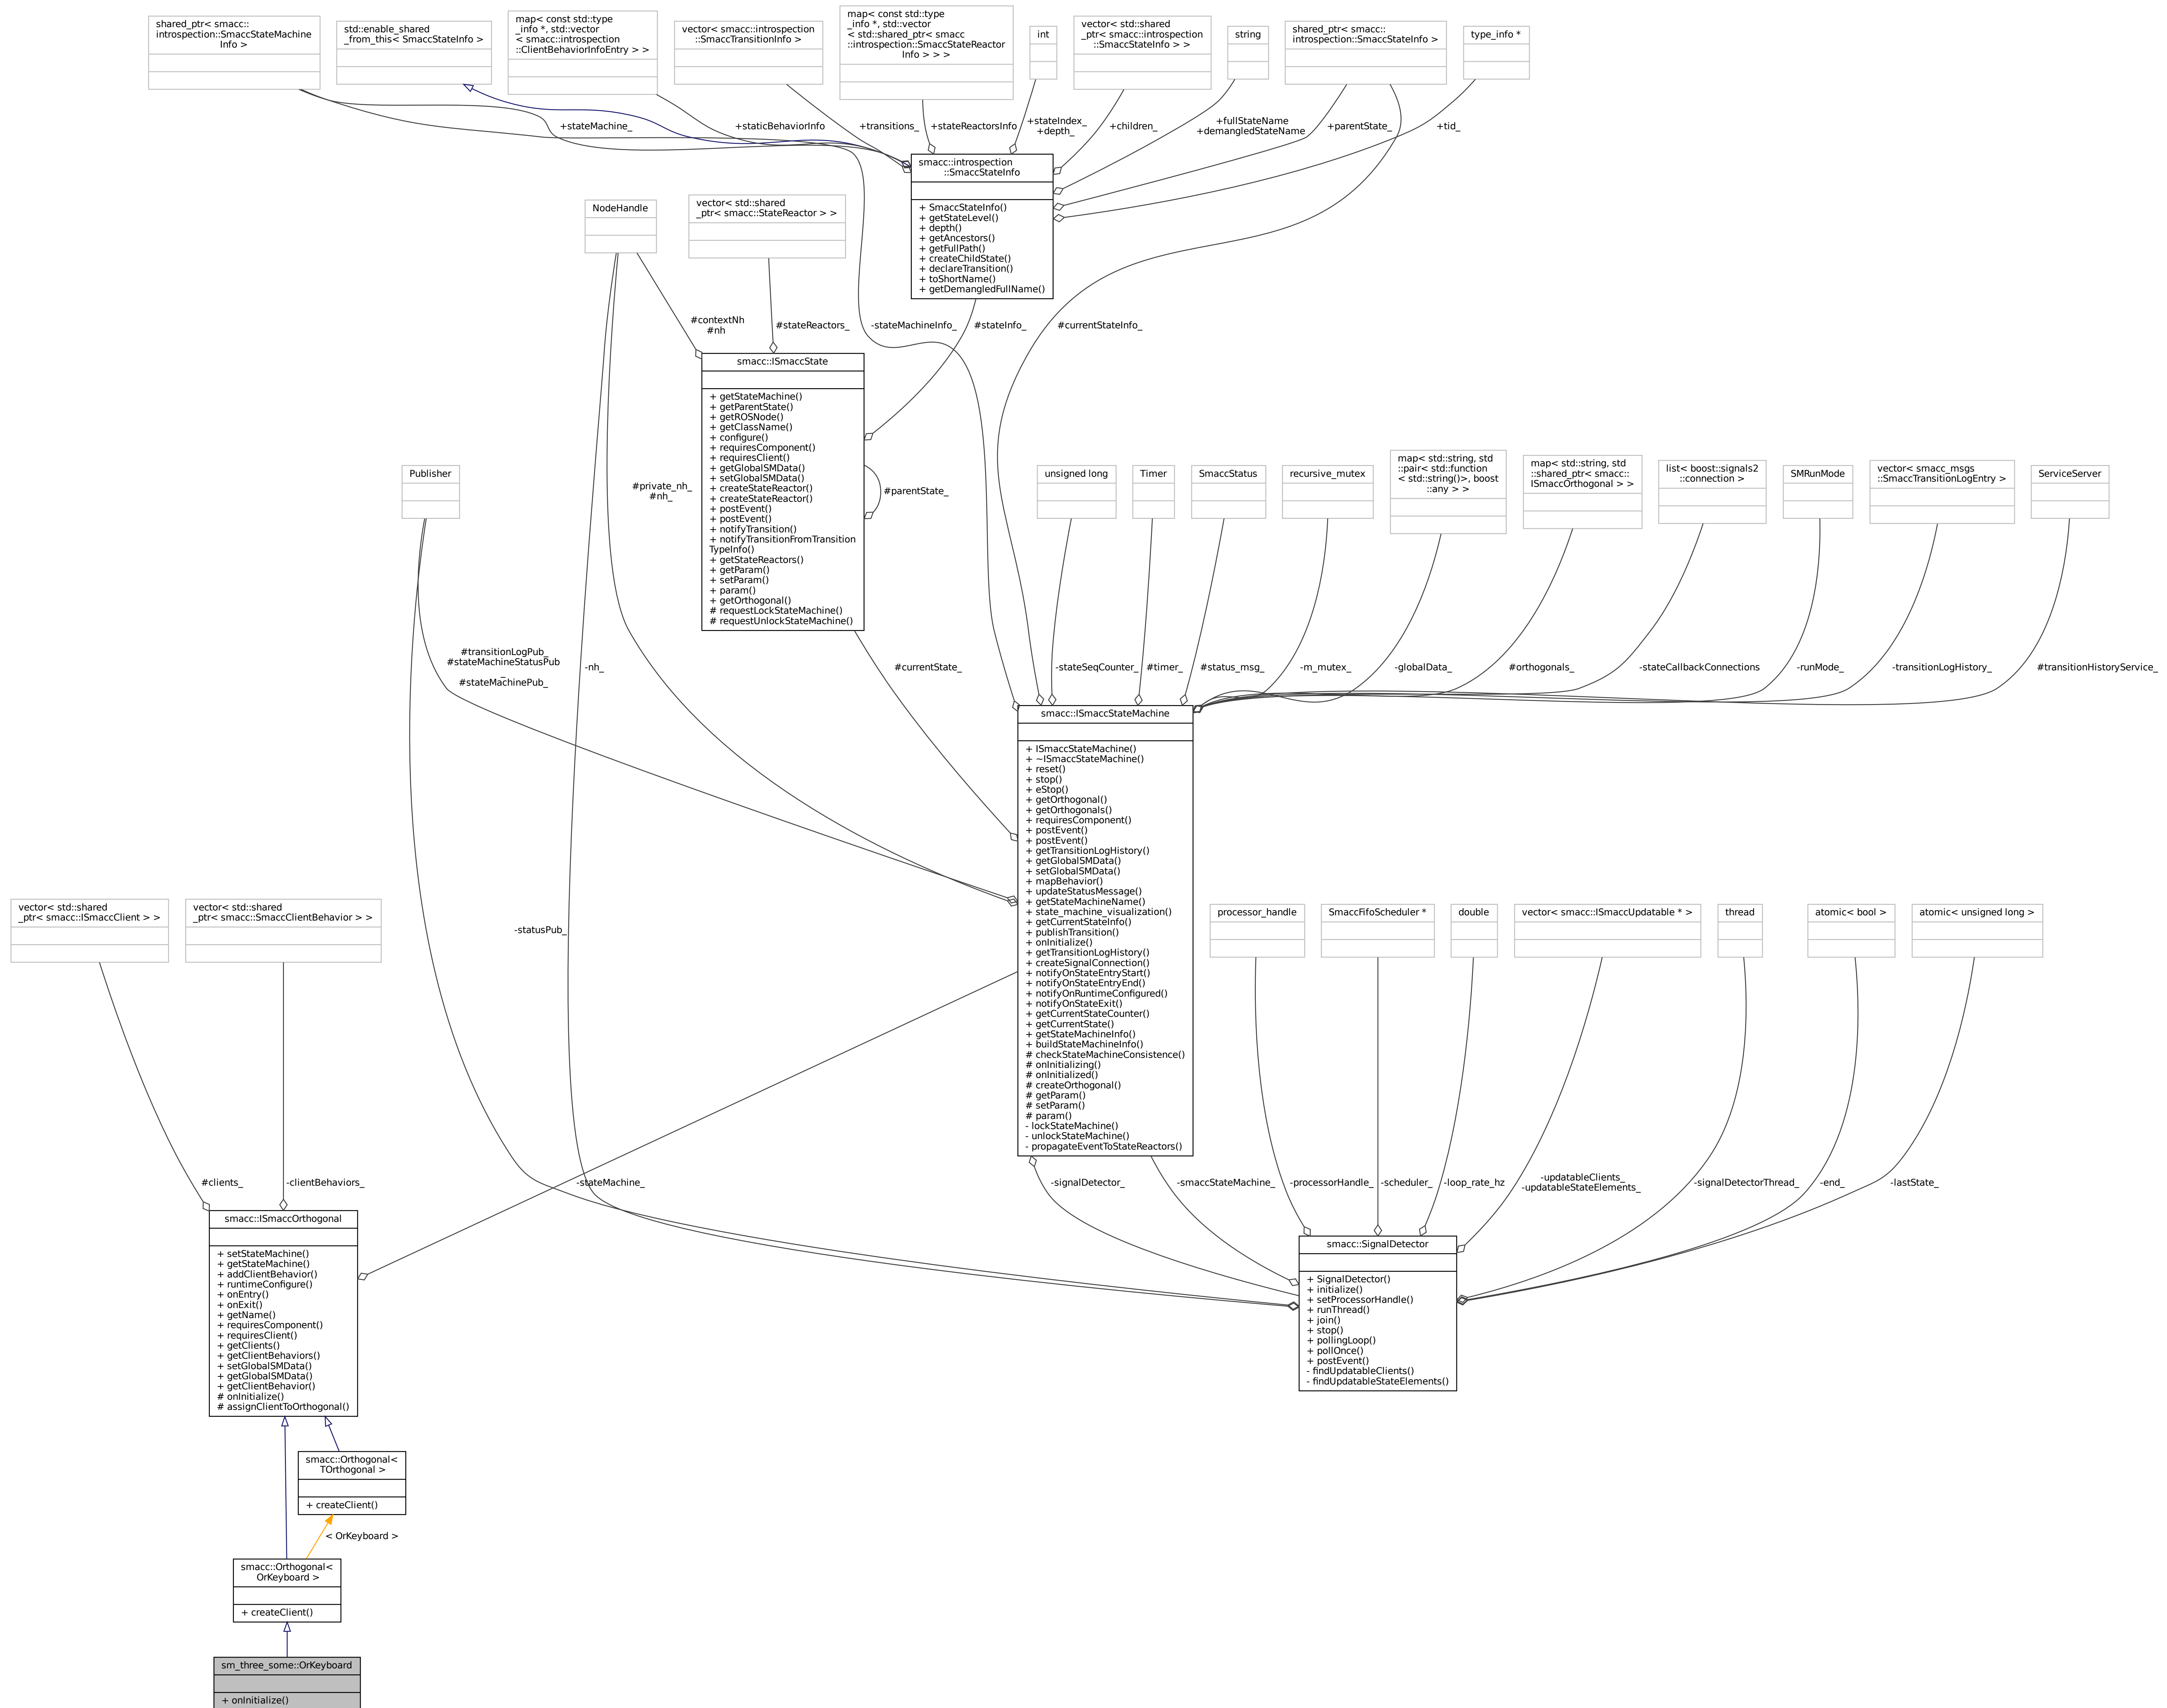 shared_ptr< smacc::
introspection::SmaccStateMachine
Info >
std::enable_shared
_from_this< SmaccStateInfo >
map< const std::type
_info *, std::vector
< smacc::introspection
::ClientBehaviorInfoEntry > >
vector< smacc::introspection
::SmaccTransitionInfo >
map< const std::type
_info *, std::vector
< std::shared_ptr< smacc
::introspection::SmaccStateReactor
Info > > >
int
vector< std::shared
_ptr< smacc::introspection
::SmaccStateInfo > >
string
shared_ptr< smacc::
introspection::SmaccStateInfo >
type_info *
+stateMachine_
+staticBehaviorInfo
+transitions_
+stateReactorsInfo
+stateIndex_
+depth_
+children_
+fullStateName
+demangledStateName
+parentState_
+tid_
smacc::introspection
::SmaccStateInfo
+ SmaccStateInfo()
+ getStateLevel()
+ depth()
+ getAncestors()
+ getFullPath()
+ createChildState()
+ declareTransition()
+ toShortName()
+ getDemangledFullName()
NodeHandle
vector< std::shared
_ptr< smacc::StateReactor > >
#contextNh
#nh
#stateReactors_
-stateMachineInfo_
#stateInfo_
#currentStateInfo_
smacc::ISmaccState
+ getStateMachine()
+ getParentState()
+ getROSNode()
+ getClassName()
+ configure()
+ requiresComponent()
+ requiresClient()
+ getGlobalSMData()
+ setGlobalSMData()
+ createStateReactor()
+ createStateReactor()
+ postEvent()
+ postEvent()
+ notifyTransition()
+ notifyTransitionFromTransition
TypeInfo()
+ getStateReactors()
+ getParam()
+ setParam()
+ param()
+ getOrthogonal()
# requestLockStateMachine()
# requestUnlockStateMachine()
#parentState_
Publisher
#private_nh_
#nh_
unsigned long
Timer
SmaccStatus
recursive_mutex
map< std::string, std
::pair< std::function
< std::string()>, boost
::any > >
map< std::string, std
::shared_ptr< smacc::
ISmaccOrthogonal > >
list< boost::signals2
::connection >
SMRunMode
vector< smacc_msgs
::SmaccTransitionLogEntry >
ServiceServer
#transitionLogPub_
#stateMachineStatusPub
_
#stateMachinePub_
-nh_
#currentState_
-stateSeqCounter_
#timer_
#status_msg_
-m_mutex_
-globalData_
#orthogonals_
-stateCallbackConnections
-runMode_
-transitionLogHistory_
#transitionHistoryService_
smacc::ISmaccStateMachine
+ ISmaccStateMachine()
+ ~ISmaccStateMachine()
+ reset()
+ stop()
+ eStop()
+ getOrthogonal()
+ getOrthogonals()
+ requiresComponent()
+ postEvent()
+ postEvent()
+ getTransitionLogHistory()
+ getGlobalSMData()
+ setGlobalSMData()
+ mapBehavior()
+ updateStatusMessage()
+ getStateMachineName()
+ state_machine_visualization()
+ getCurrentStateInfo()
+ publishTransition()
+ onInitialize()
+ getTransitionLogHistory()
+ createSignalConnection()
+ notifyOnStateEntryStart()
+ notifyOnStateEntryEnd()
+ notifyOnRuntimeConfigured()
+ notifyOnStateExit()
+ getCurrentStateCounter()
+ getCurrentState()
+ getStateMachineInfo()
+ buildStateMachineInfo()
# checkStateMachineConsistence()
# onInitializing()
# onInitialized()
# createOrthogonal()
# getParam()
# setParam()
# param()
- lockStateMachine()
- unlockStateMachine()
- propagateEventToStateReactors()
vector< std::shared
_ptr< smacc::ISmaccClient > >
vector< std::shared
_ptr< smacc::SmaccClientBehavior > >
-statusPub_
processor_handle
SmaccFifoScheduler *
double
vector< smacc::ISmaccUpdatable * >
thread
atomic< bool >
atomic< unsigned long >
#clients_
-clientBehaviors_
-stateMachine_
-signalDetector_
-smaccStateMachine_
-processorHandle_
-scheduler_
-loop_rate_hz
-updatableClients_
-updatableStateElements_
-signalDetectorThread_
-end_
-lastState_
smacc::ISmaccOrthogonal
+ setStateMachine()
+ getStateMachine()
+ addClientBehavior()
+ runtimeConfigure()
+ onEntry()
+ onExit()
+ getName()
+ requiresComponent()
+ requiresClient()
+ getClients()
+ getClientBehaviors()
+ setGlobalSMData()
+ getGlobalSMData()
+ getClientBehavior()
# onInitialize()
# assignClientToOrthogonal()
smacc::SignalDetector
+ SignalDetector()
+ initialize()
+ setProcessorHandle()
+ runThread()
+ join()
+ stop()
+ pollingLoop()
+ pollOnce()
+ postEvent()
- findUpdatableClients()
- findUpdatableStateElements()
smacc::Orthogonal<
TOrthogonal >
+ createClient()
< OrKeyboard >
smacc::Orthogonal<
OrKeyboard >
+ createClient()
sm_three_some::OrKeyboard
+ onInitialize()